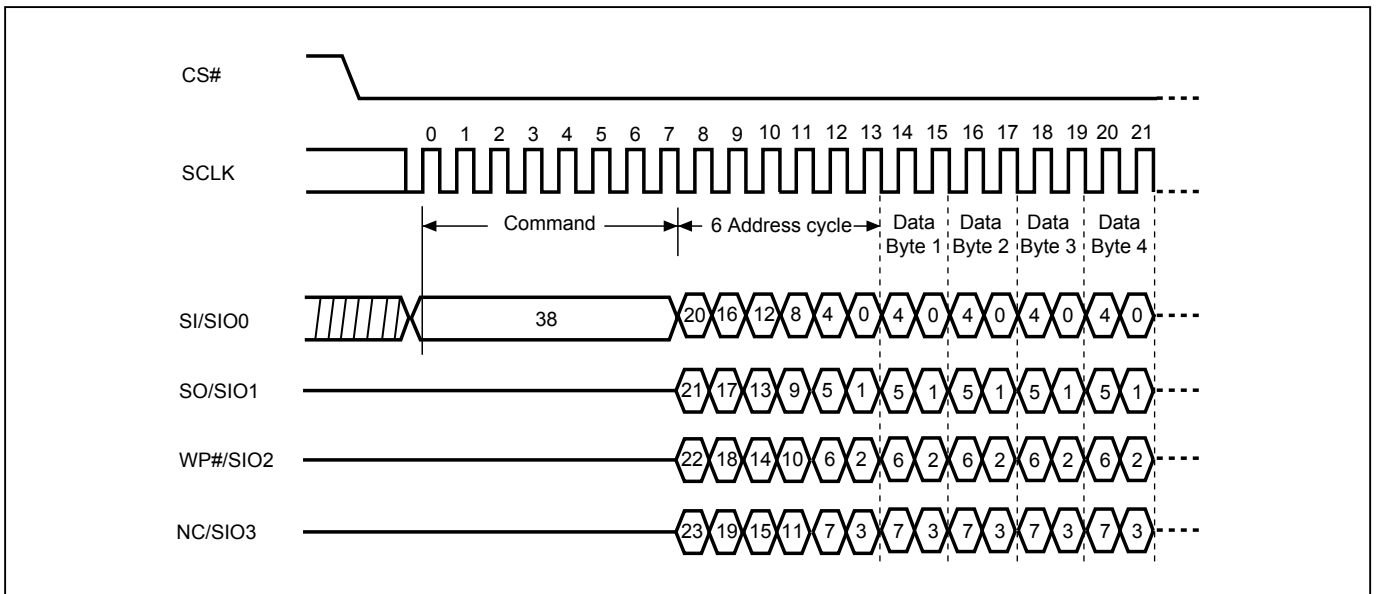 CS#
0 1 2 3 4 5 6 7 8 9 10 11 12 13 14 15 16 17 18 19 20 21
SCLK
Command 6 Address cycle Data Byte 1 Data Byte 2 Data Byte 3 Data Byte 4
SI/SIO0 38 20 16 12 8 4 0 4 0 4 0 4 0 4 0
SO/SIO1 21 17 13 9 5 1 5 1 5 1 5 1 5 1
WP#/SIO2 22 18 14 10 6 2 6 2 6 2 6 2 6 2
NC/SIO3 23 19 15 11 7 3 7 3 7 3 7 3 7 3